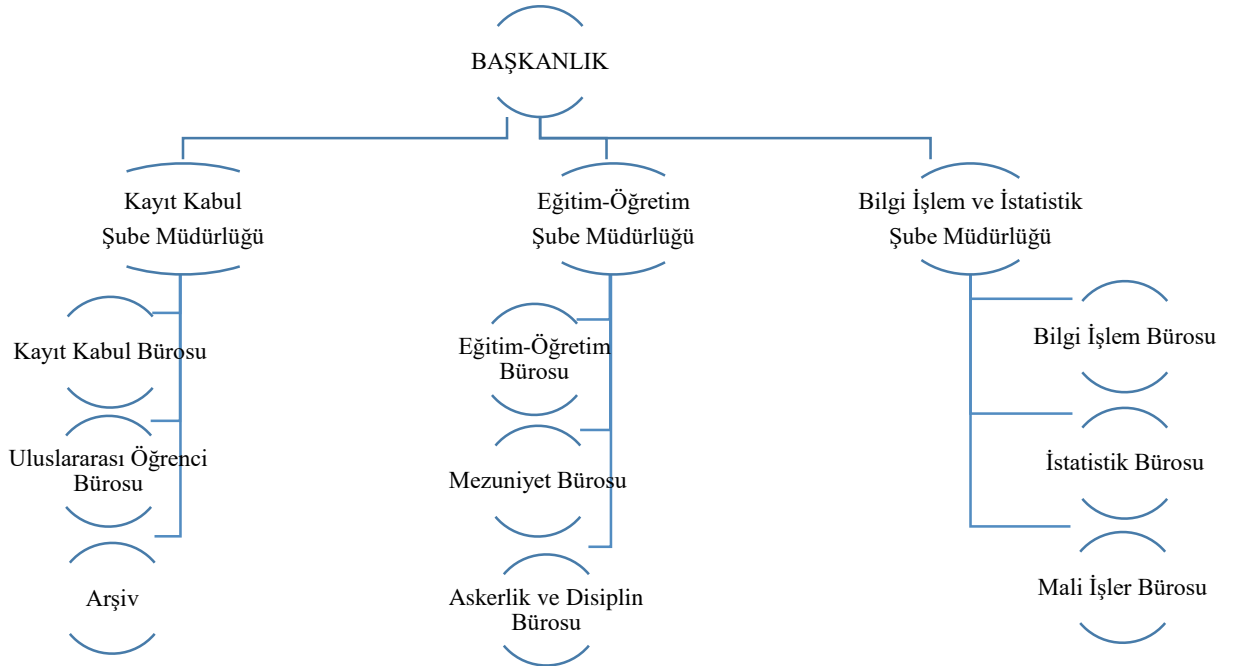 BAŞKANLIK
Kayıt Kabul
Şube Müdürlüğü
Eğitim-Öğretim
Şube Müdürlüğü
Bilgi İşlem ve İstatistik
Şube Müdürlüğü
Kayıt Kabul Bürosu
Uluslararası Öğrenci
Bürosu
Arşiv
Eğitim-Öğretim
Bürosu
Mezuniyet Bürosu
Askerlik ve Disiplin
Bürosu
Bilgi İşlem Bürosu
İstatistik Bürosu
Mali İşler Bürosu